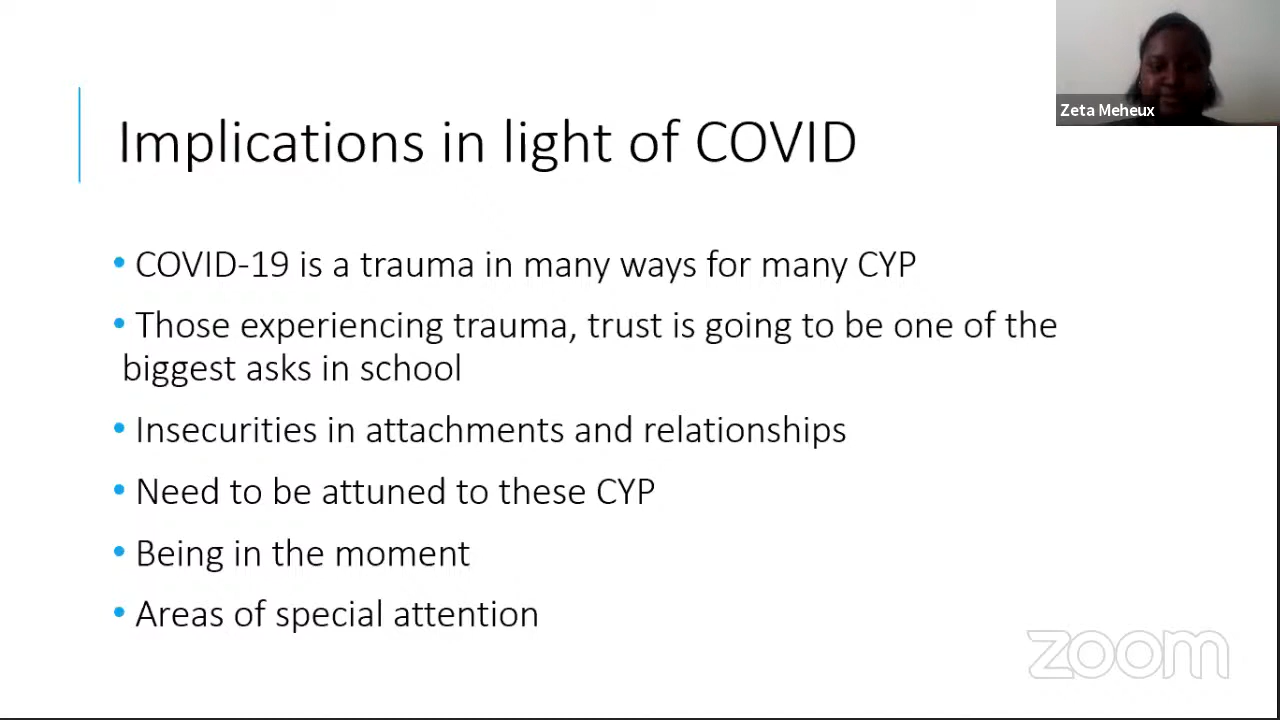 Zeta Meheux
Implications in light of COVID
• COVID-19 is a trauma in many ways for many CYP
• Those experiencing trauma, trust is going to be one of the
biggest asks in school
• Insecurities in attachments and relationships
• Need to be attuned to these CYP
• Being in the moment
• Areas of special attention
zoom